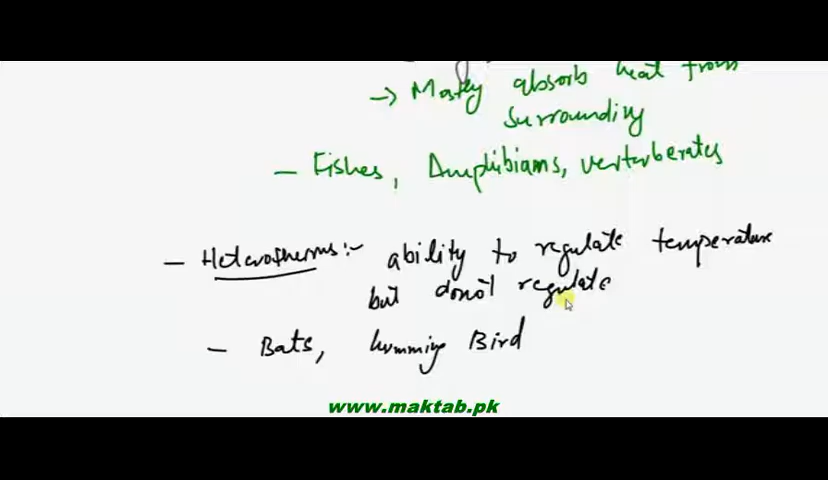 → Mostly absorb heat from
surrounding
- Fishes, Amphibians, verterberates
- Heterotherms:- ability to regulate temperature
but donot regulate
- Bats, humming Bird
www.maktab.pk